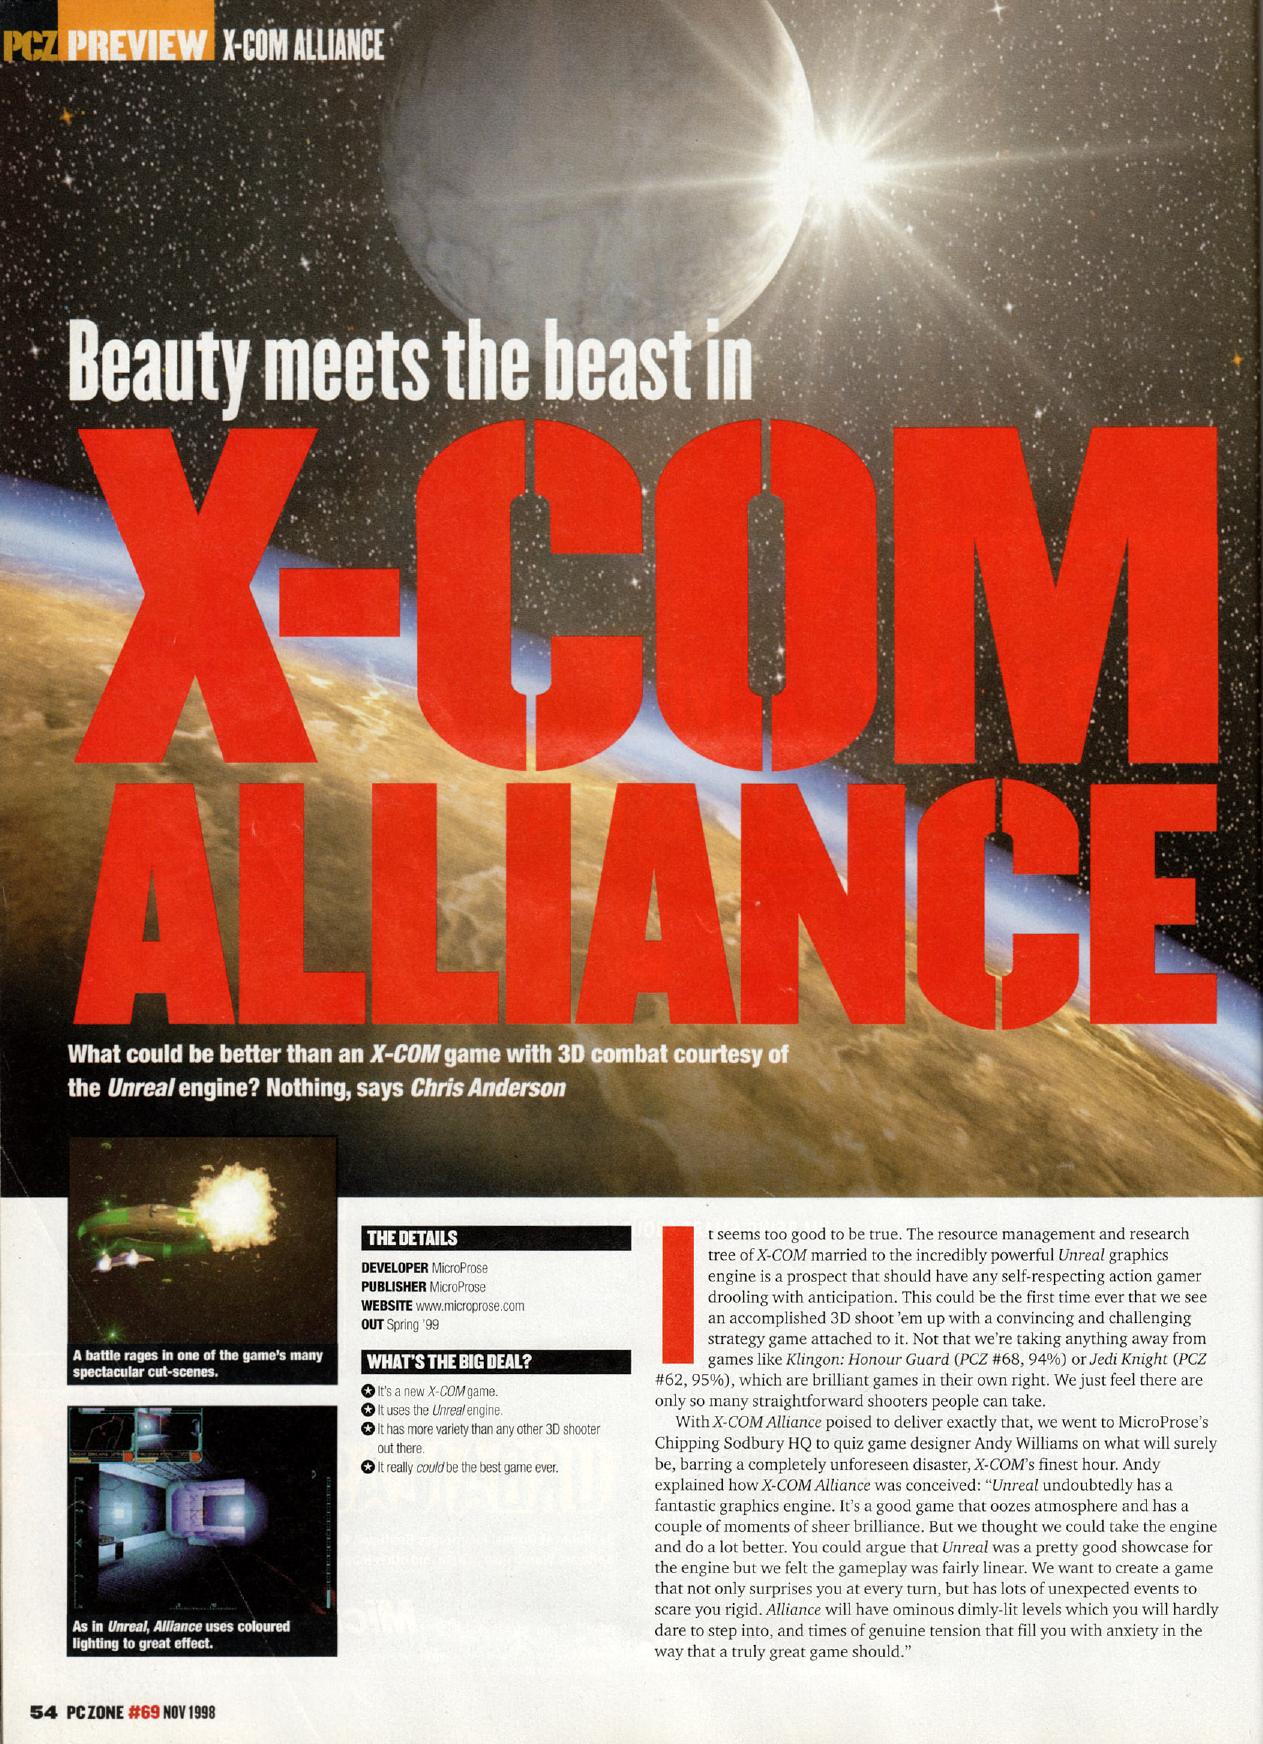 PCZ PREVIEW X-COM ALLIANCE
Beauty meets the beast in
X-COM
ALLIANCE
What could be better than an X-COM game with 3D combat courtesy of
the Unreal engine? Nothing, says Chris Anderson
A battle rages in one of the game's many
spectacular cut-scenes.
As in Unreal, Alliance uses coloured
lighting to great effect.
THE DETAILS
DEVELOPER MicroProse
PUBLISHER MicroProse
WEBSITE www.microprose.com
OUT Spring '99
WHAT'S THE BIG DEAL?
It's a new X-COM game.
It uses the Unreal engine.
It has more variety than any other 3D shooter
out there.
It really could be the best game ever.
It seems too good to be true. The resource management and research
tree of X-COM married to the incredibly powerful Unreal graphics
engine is a prospect that should have any self-respecting action gamer
drooling with anticipation. This could be the first time ever that we see
an accomplished 3D shoot 'em up with a convincing and challenging
strategy game attached to it. Not that we're taking anything away from
games like Klingon: Honour Guard (PCZ #68, 94%) or Jedi Knight (PCZ
#62, 95%), which are brilliant games in their own right. We just feel there are
only so many straightforward shooters people can take.
With X-COM Alliance poised to deliver exactly that, we went to MicroProse's
Chipping Sodbury HQ to quiz game designer Andy Williams on what will surely
be, barring a completely unforeseen disaster, X-COM's finest hour. Andy
explained how X-COM Alliance was conceived: "Unreal undoubtedly has a
fantastic graphics engine. It's a good game that oozes atmosphere and has a
couple of moments of sheer brilliance. But we thought we could take the engine
and do a lot better. You could argue that Unreal was a pretty good showcase for
the engine but we felt the gameplay was fairly linear. We want to create a game
that not only surprises you at every turn, but has lots of unexpected events to
scare you rigid. Alliance will have ominous dimly-lit levels which you will hardly
dare to step into, and times of genuine tension that fill you with anxiety in the
way that a truly great game should."
54 PC ZONE #69 NOV 1998